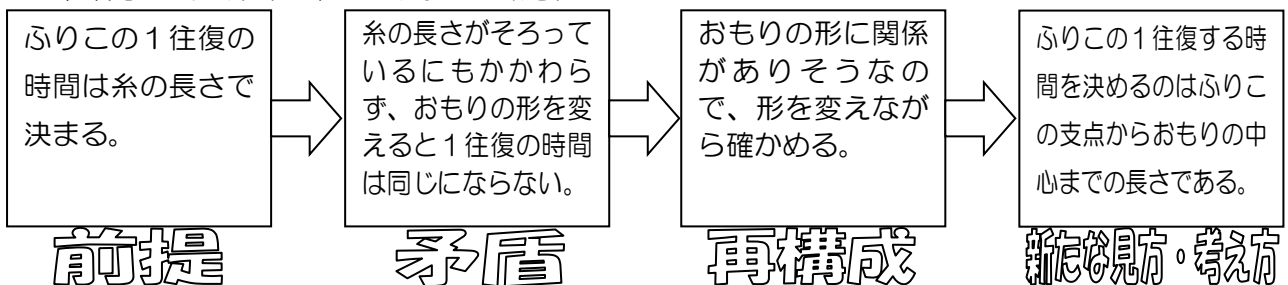 ふりこの１往復の
時間は糸の長さで
決まる。
糸の長さがそろって
いるにもかかわら
ず、おもりの形を変
えると１往復の時間
は同じにならない。
おもりの形に関係
がありそうなの
で、形を変えなが
ら確かめる。
ふりこの１往復する時
間を決めるのはふりこ
の支点からおもりの中
心までの長さである。
前提
矛盾
再構成
新たな見方・考え方